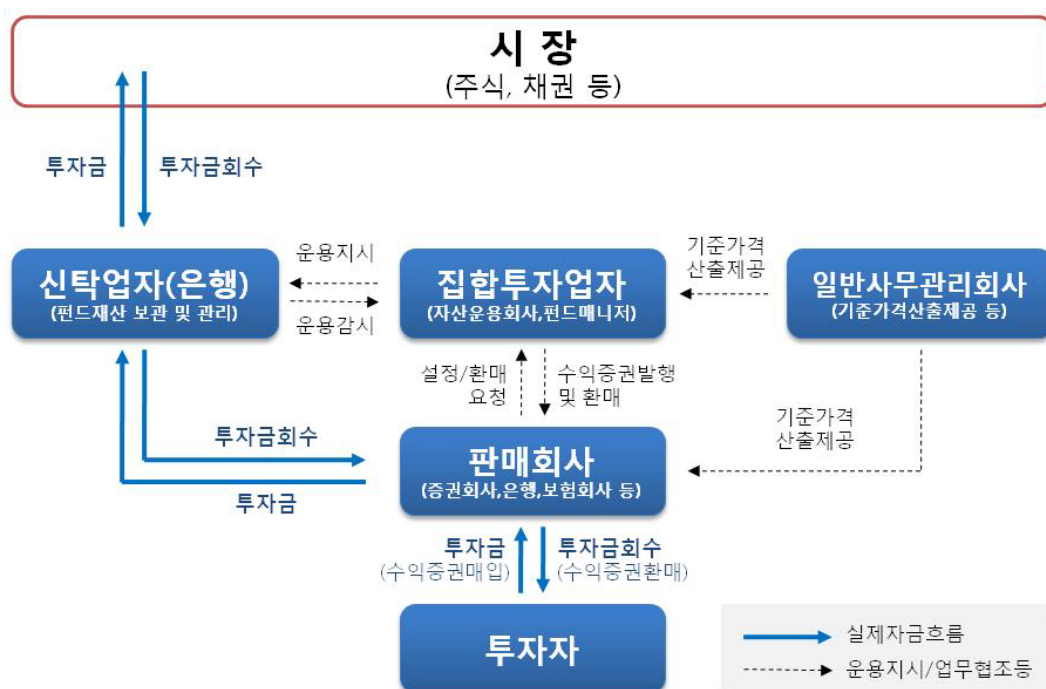 시 장
(주식, 채권 등)
투자금
투자금회수
신탁업자(은행)
(펀드재산 보관 및 관리)
운용지시
운용감시
집합투자업자
(자산운용회사,펀드매니저)
기준가격
산출제공
일반사무관리회사
(기준가격산출제공 등)
설정/환매
요청
수익증권발행
및 환매
기준가격
산출제공
투자금회수
투자금
판매회사
(증권회사,은행,보험회사 등)
투자금
(수익증권매입)
투자금회수
(수익증권환매)
투자자
실제자금흐름
운용지시/업무협조등